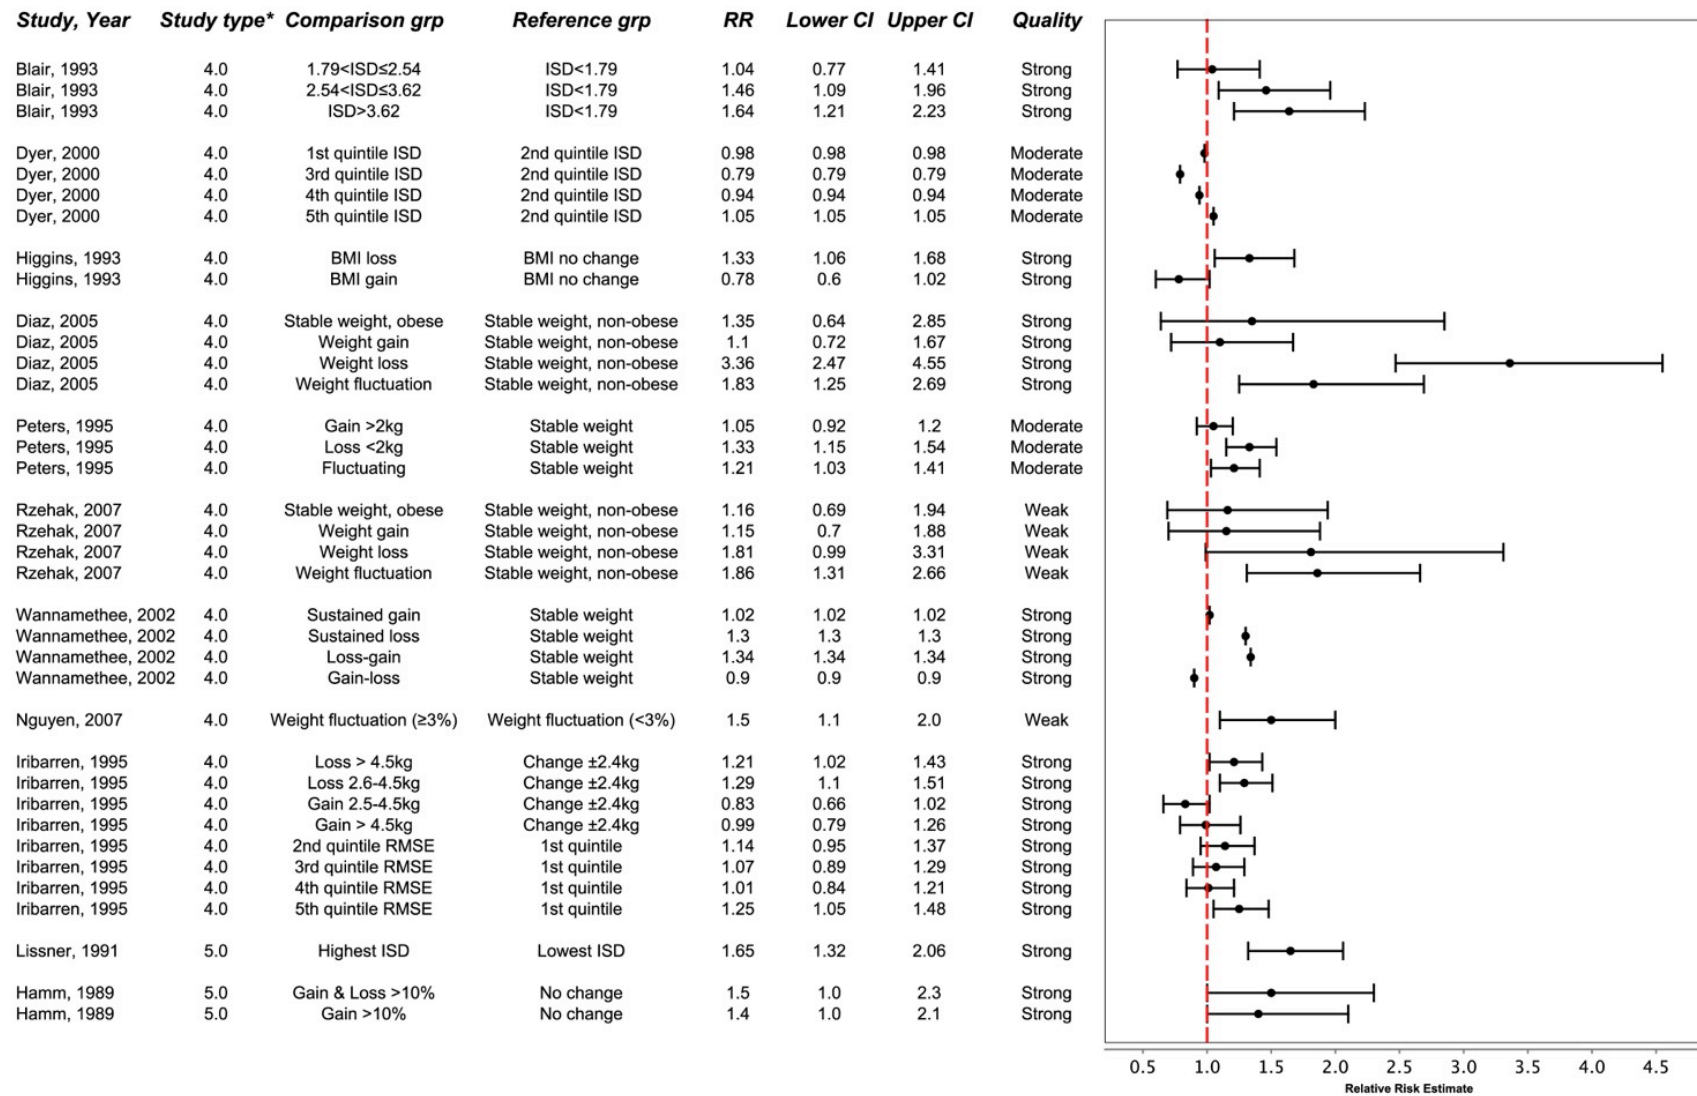 Study, Year Study type* Comparison grp Reference grp RR Lower CI Upper CI Quality
Blair, 1993 4.0 1.79<ISD≤2.54 ISD<1.79 1.04 0.77 1.41 Strong
Blair, 1993 4.0 2.54<ISD≤3.62 ISD<1.79 1.46 1.09 1.96 Strong
Blair, 1993 4.0 ISD>3.62 ISD<1.79 1.64 1.21 2.23 Strong
Dyer, 2000 4.0 1st quintile ISD 2nd quintile ISD 0.98 0.98 0.98 Moderate
Dyer, 2000 4.0 3rd quintile ISD 2nd quintile ISD 0.79 0.79 0.79 Moderate
Dyer, 2000 4.0 4th quintile ISD 2nd quintile ISD 0.94 0.94 0.94 Moderate
Dyer, 2000 4.0 5th quintile ISD 2nd quintile ISD 1.05 1.05 1.05 Moderate
Higgins, 1993 4.0 BMI loss BMI no change 1.33 1.06 1.68 Strong
Higgins, 1993 4.0 BMI gain BMI no change 0.78 0.6 1.02 Strong
Diaz, 2005 4.0 Stable weight, obese Stable weight, non-obese 1.35 0.64 2.85 Strong
Diaz, 2005 4.0 Weight gain Stable weight, non-obese 1.1 0.72 1.67 Strong
Diaz, 2005 4.0 Weight loss Stable weight, non-obese 3.36 2.47 4.55 Strong
Diaz, 2005 4.0 Weight fluctuation Stable weight, non-obese 1.83 1.25 2.69 Strong
Peters, 1995 4.0 Gain >2kg Stable weight 1.05 0.92 1.2 Moderate
Peters, 1995 4.0 Loss <2kg Stable weight 1.33 1.15 1.54 Moderate
Peters, 1995 4.0 Fluctuating Stable weight 1.21 1.03 1.41 Moderate
Rzehak, 2007 4.0 Stable weight, obese Stable weight, non-obese 1.16 0.69 1.94 Weak
Rzehak, 2007 4.0 Weight gain Stable weight, non-obese 1.15 0.7 1.88 Weak
Rzehak, 2007 4.0 Weight loss Stable weight, non-obese 1.81 0.99 3.31 Weak
Rzehak, 2007 4.0 Weight fluctuation Stable weight, non-obese 1.86 1.31 2.66 Weak
Wannamethee, 2002 4.0 Sustained gain Stable weight 1.02 1.02 1.02 Strong
Wannamethee, 2002 4.0 Sustained loss Stable weight 1.3 1.3 1.3 Strong
Wannamethee, 2002 4.0 Loss-gain Stable weight 1.34 1.34 1.34 Strong
Wannamethee, 2002 4.0 Gain-loss Stable weight 0.9 0.9 0.9 Strong
Nguyen, 2007 4.0 Weight fluctuation (≥3%) Weight fluctuation (<3%) 1.5 1.1 2.0 Weak
Iribarren, 1995 4.0 Loss > 4.5kg Change ±2.4kg 1.21 1.02 1.43 Strong
Iribarren, 1995 4.0 Loss 2.6-4.5kg Change ±2.4kg 1.29 1.1 1.51 Strong
Iribarren, 1995 4.0 Gain 2.5-4.5kg Change ±2.4kg 0.83 0.66 1.02 Strong
Iribarren, 1995 4.0 Gain > 4.5kg Change ±2.4kg 0.99 0.79 1.26 Strong
Iribarren, 1995 4.0 2nd quintile RMSE 1st quintile 1.14 0.95 1.37 Strong
Iribarren, 1995 4.0 3rd quintile RMSE 1st quintile 1.07 0.89 1.29 Strong
Iribarren, 1995 4.0 4th quintile RMSE 1st quintile 1.01 0.84 1.21 Strong
Iribarren, 1995 4.0 5th quintile RMSE 1st quintile 1.25 1.05 1.48 Strong
Lissner, 1991 5.0 Highest ISD Lowest ISD 1.65 1.32 2.06 Strong
Hamm, 1989 5.0 Gain & Loss >10% No change 1.5 1.0 2.3 Strong
Hamm, 1989 5.0 Gain >10% No change 1.4 1.0 2.1 Strong
0.5 1.0 1.5 2.0 2.5 3.0 3.5 4.0 4.5
Relative Risk Estimate